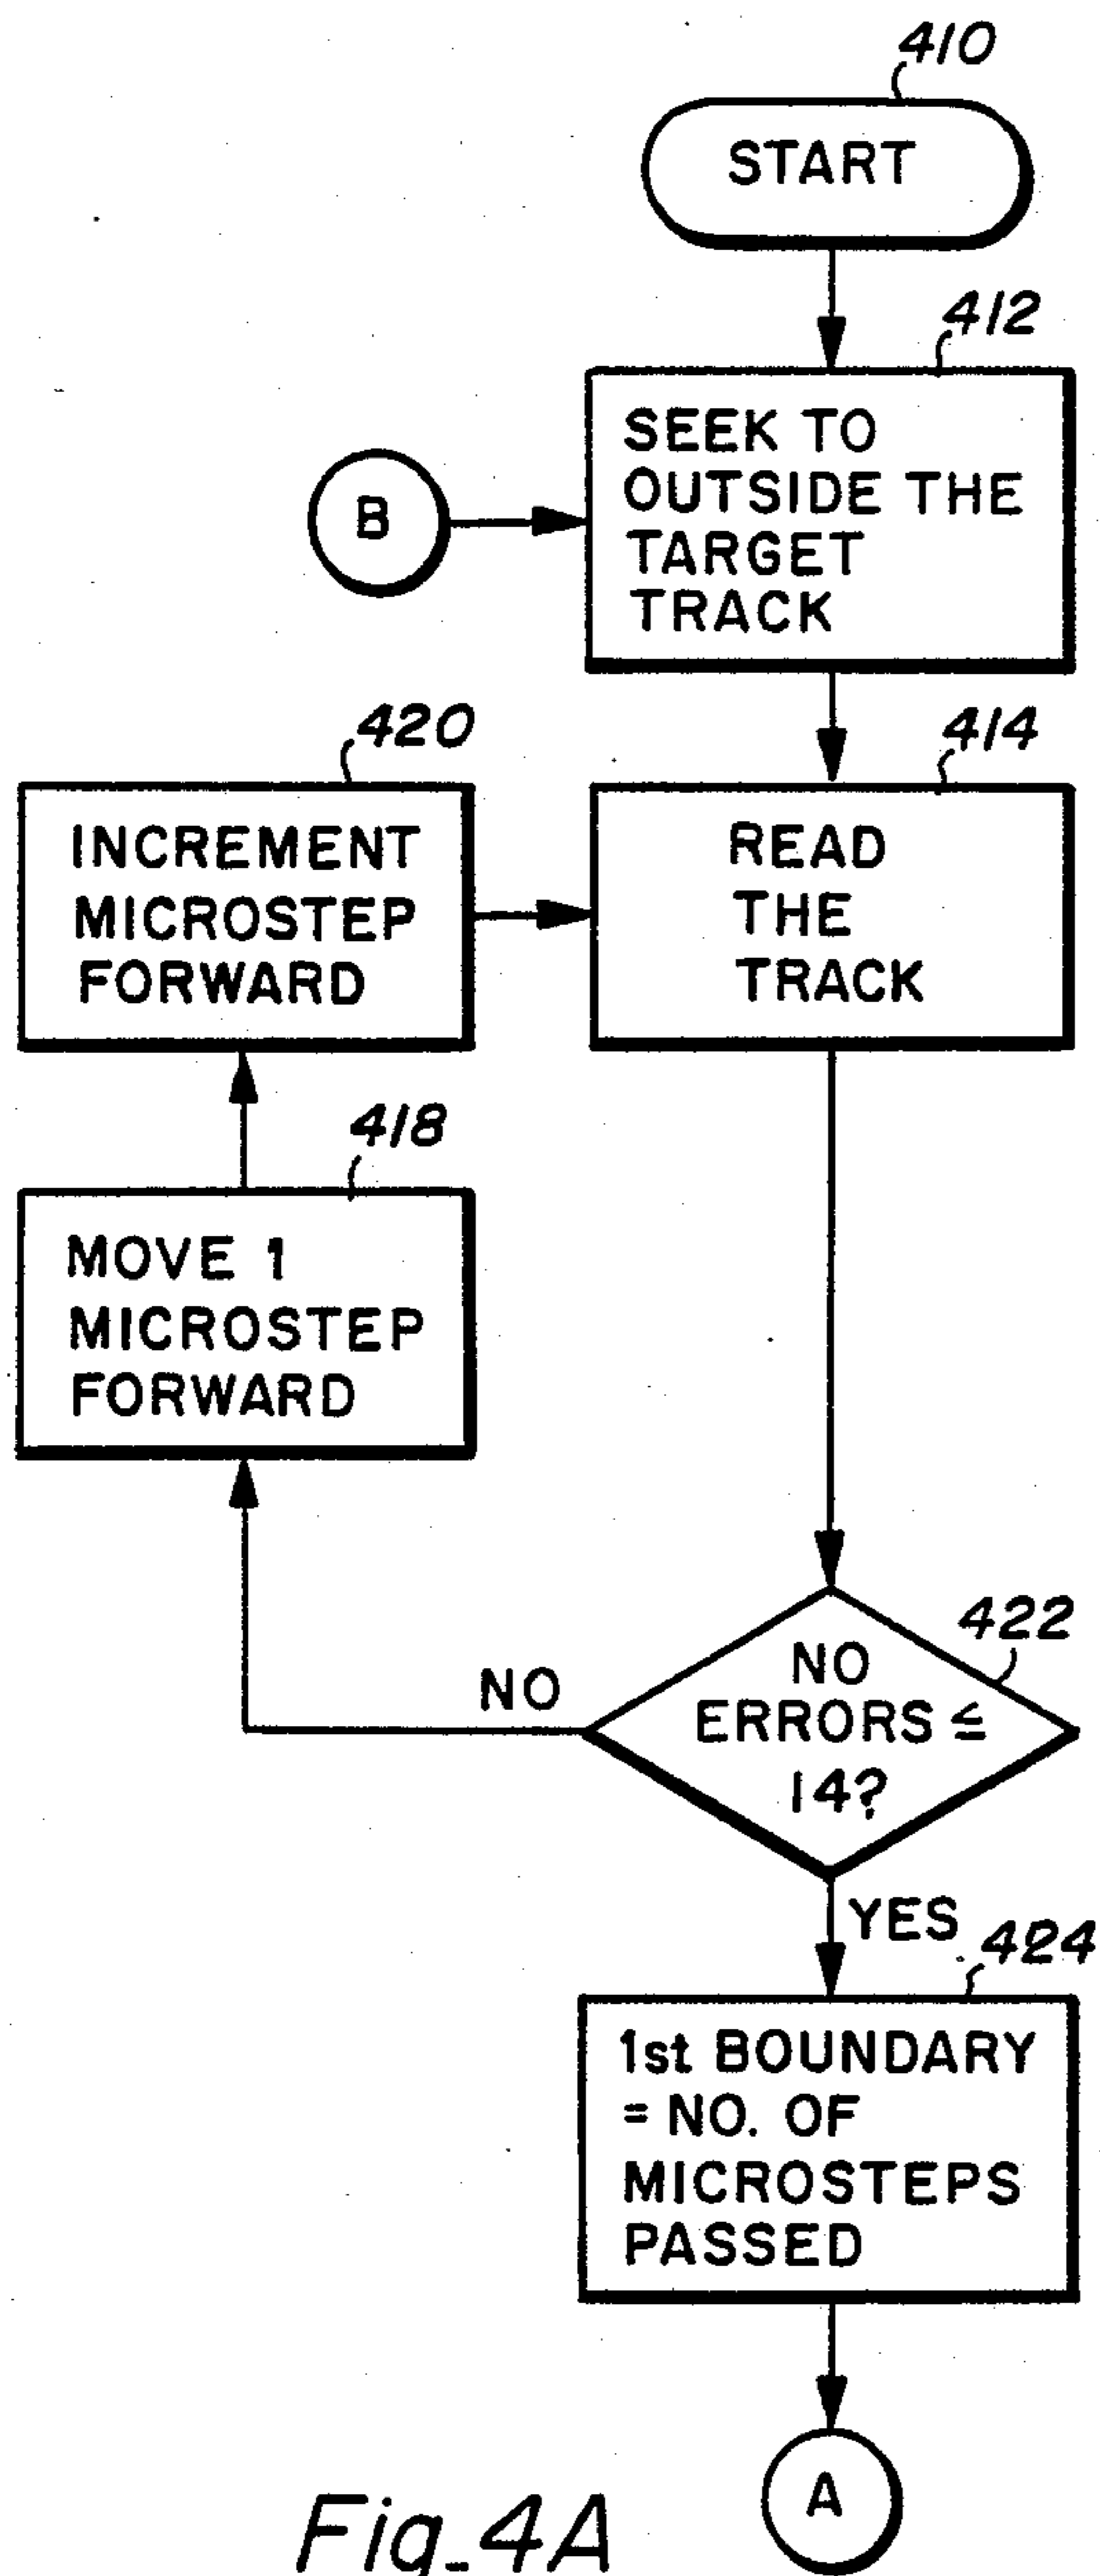 410
START
412
SEEK TO
OUTSIDE THE
TARGET
TRACK
B
420
INCREMENT
MICROSTEP
FORWARD
414
READ
THE
TRACK
418
MOVE 1
MICROSTEP
FORWARD
422
NO
ERRORS ≤
14?
NO
YES
424
1st BOUNDARY
= NO. OF
MICROSTEPS
PASSED
A
Fig_4A